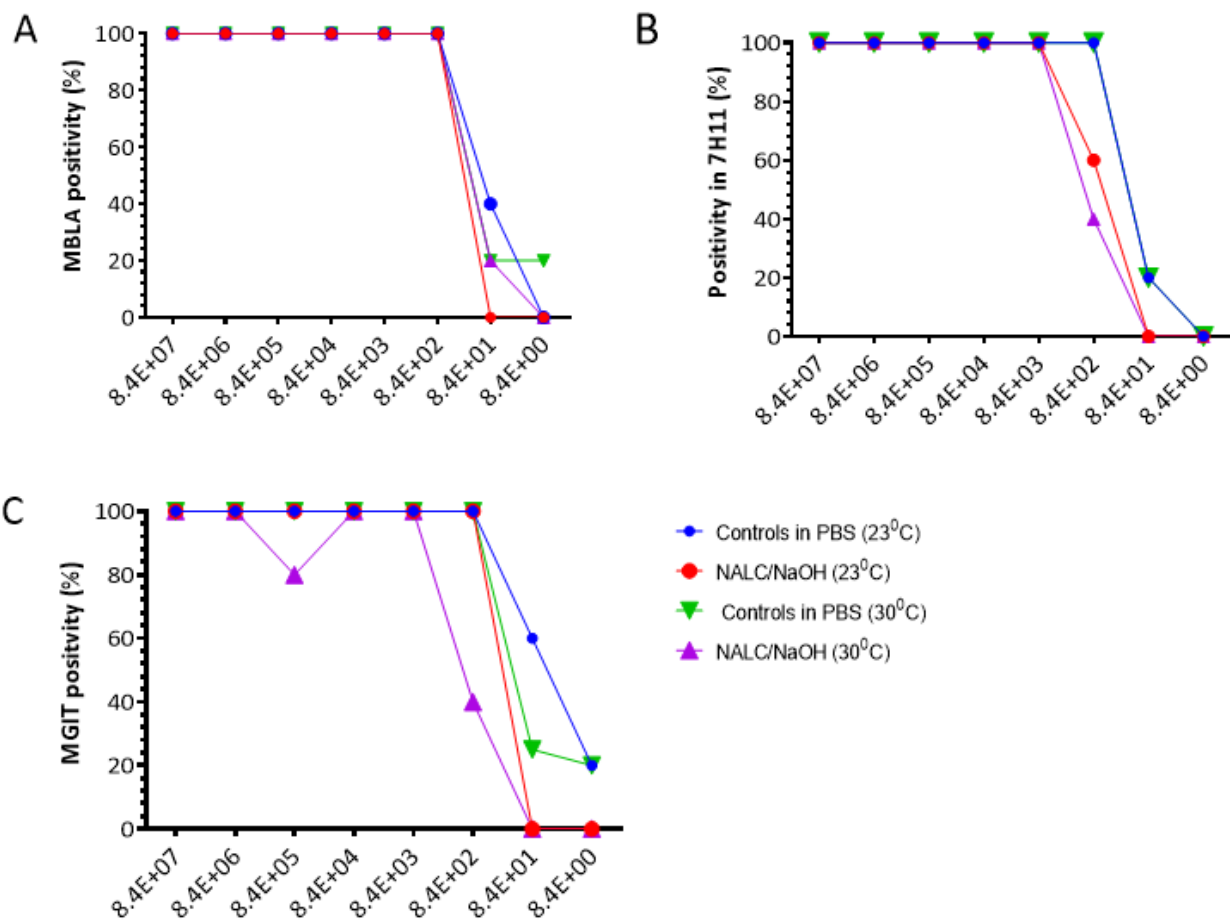 A
MBLA positivity (%)
100
80
60
40
20
0
8.4E+07
8.4E+06
8.4E+05
8.4E+04
8.4E+03
8.4E+02
8.4E+01
8.4E+00
B
Positivity in 7H11 (%)
100
80
60
40
20
0
8.4E+07
8.4E+06
8.4E+05
8.4E+04
8.4E+03
8.4E+02
8.4E+01
8.4E+00
C
MGIT positivity (%)
100
80
60
40
20
0
8.4E+07
8.4E+06
8.4E+05
8.4E+04
8.4E+03
8.4E+02
8.4E+01
8.4E+00
Controls in PBS (23⁰C)
NALC/NaOH (23⁰C)
Controls in PBS (30⁰C)
NALC/NaOH (30⁰C)